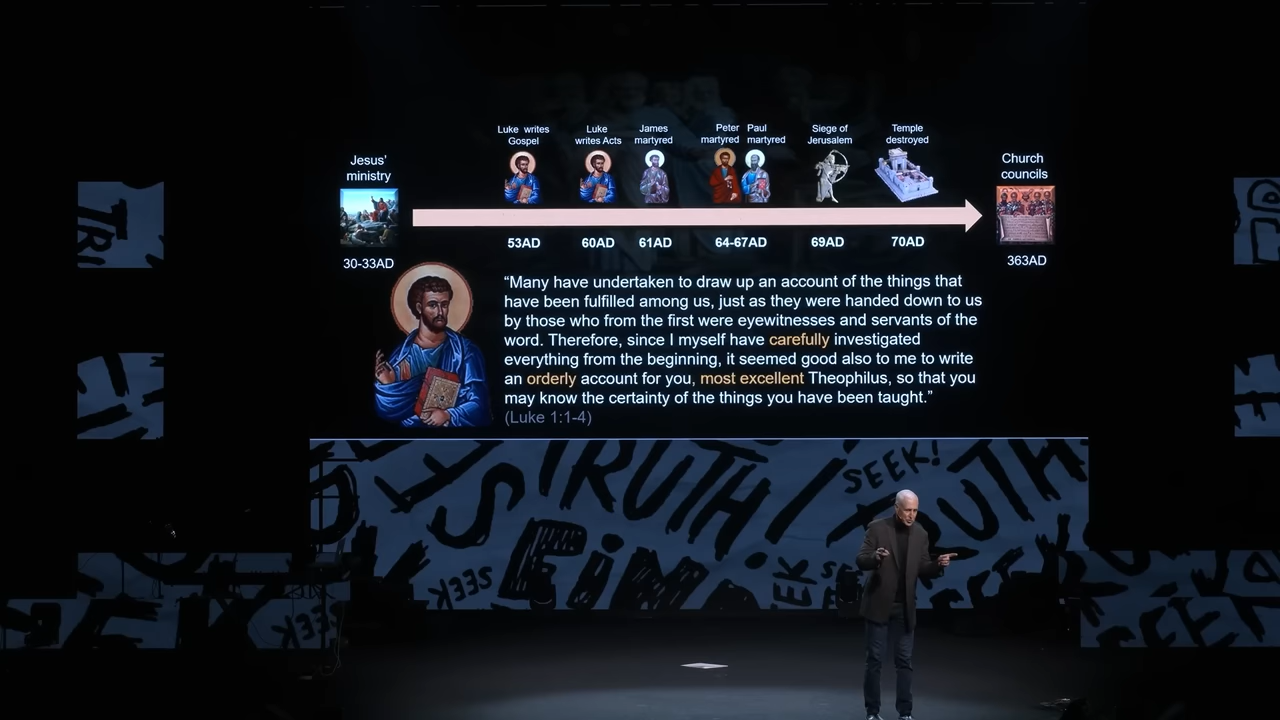 Luke writes
Gospel
Luke
writes Acts
James
martyred
Peter
martyred
Paul
martyred
Siege of
Jerusalem
Temple
destroyed
Jesus'
ministry
Church
councils
53AD
60AD
61AD
64-67AD
69AD
70AD
30-33AD
363AD
“Many have undertaken to draw up an account of the things that
have been fulfilled among us, just as they were handed down to us
by those who from the first were eyewitnesses and servants of the
word. Therefore, since I myself have carefully investigated
everything from the beginning, it seemed good also to me to write
an orderly account for you, most excellent Theophilus, so that you
may know the certainty of the things you have been taught.”
(Luke 1:1-4)
TRUTH
SEEK!
TRUTH
SEEK
SEEK
SEEK